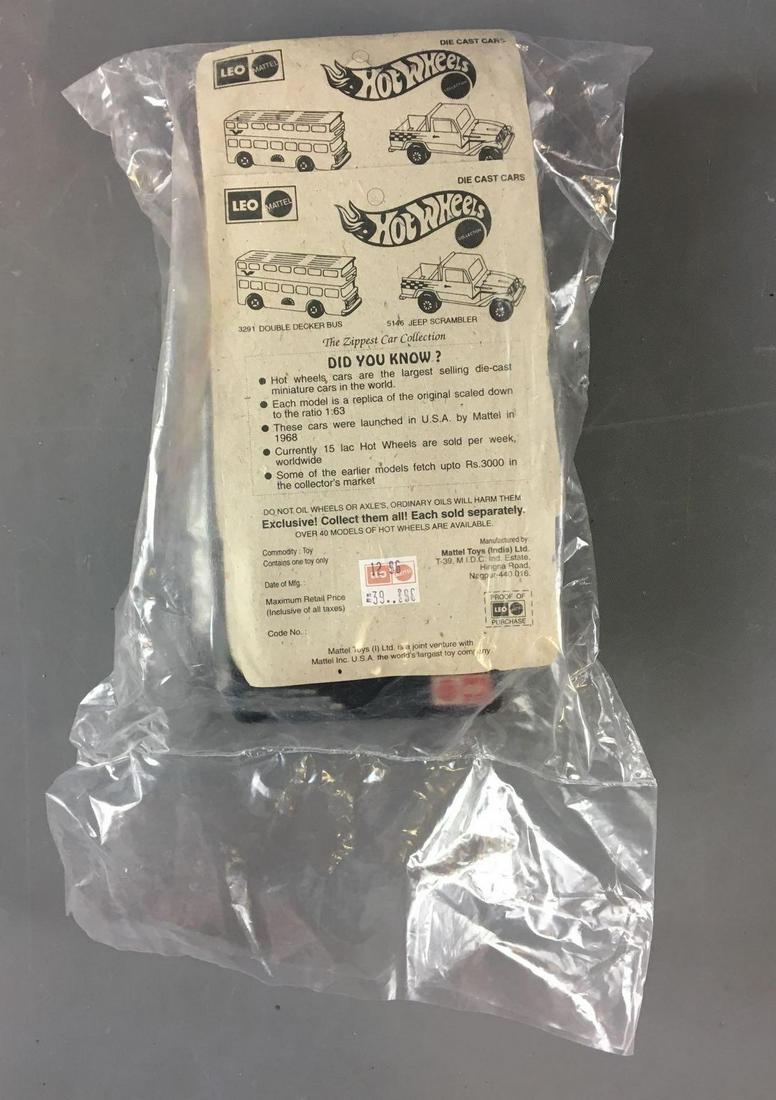 DIE CAST CARS
LEO MATTEL
HOT WHEELS
COLLECTION
DIE CAST CARS
LEO MATTEL
HOT WHEELS
COLLECTION
3291 DOUBLE DECKER BUS
5146 JEEP SCRAMBLER
The Zippest Car Collection
DID YOU KNOW ?
● Hot wheels cars are the largest selling die-cast
miniature cars in the world.
● Each model is a replica of the original scaled down
to the ratio 1:63
● These cars were launched in U.S.A. by Mattel in
1968
● Currently 15 lac Hot Wheels are sold per week,
worldwide
● Some of the earlier models fetch upto Rs.3000 in
the collector's market
DO NOT OIL WHEELS OR AXLE'S, ORDINARY OILS WILL HARM THEM
Exclusive! Collect them all! Each sold separately.
OVER 40 MODELS OF HOT WHEELS ARE AVAILABLE.
Commodity : Toy
Contains one toy only
Date of Mfg. :
Maximum Retail Price
(Inclusive of all taxes)
Code No. :
12 96
LEO MATTEL
Manufactured by
Mattel Toys (India) Ltd.
T-39, M.I.D.C. Ind. Estate,
Hingna Road,
Nagpur-440 016.
PROOF OF
LEO MATTEL
PURCHASE
Mattel Toys (I) Ltd. is a joint venture with
Mattel Inc. U.S.A. the world's largest toy company